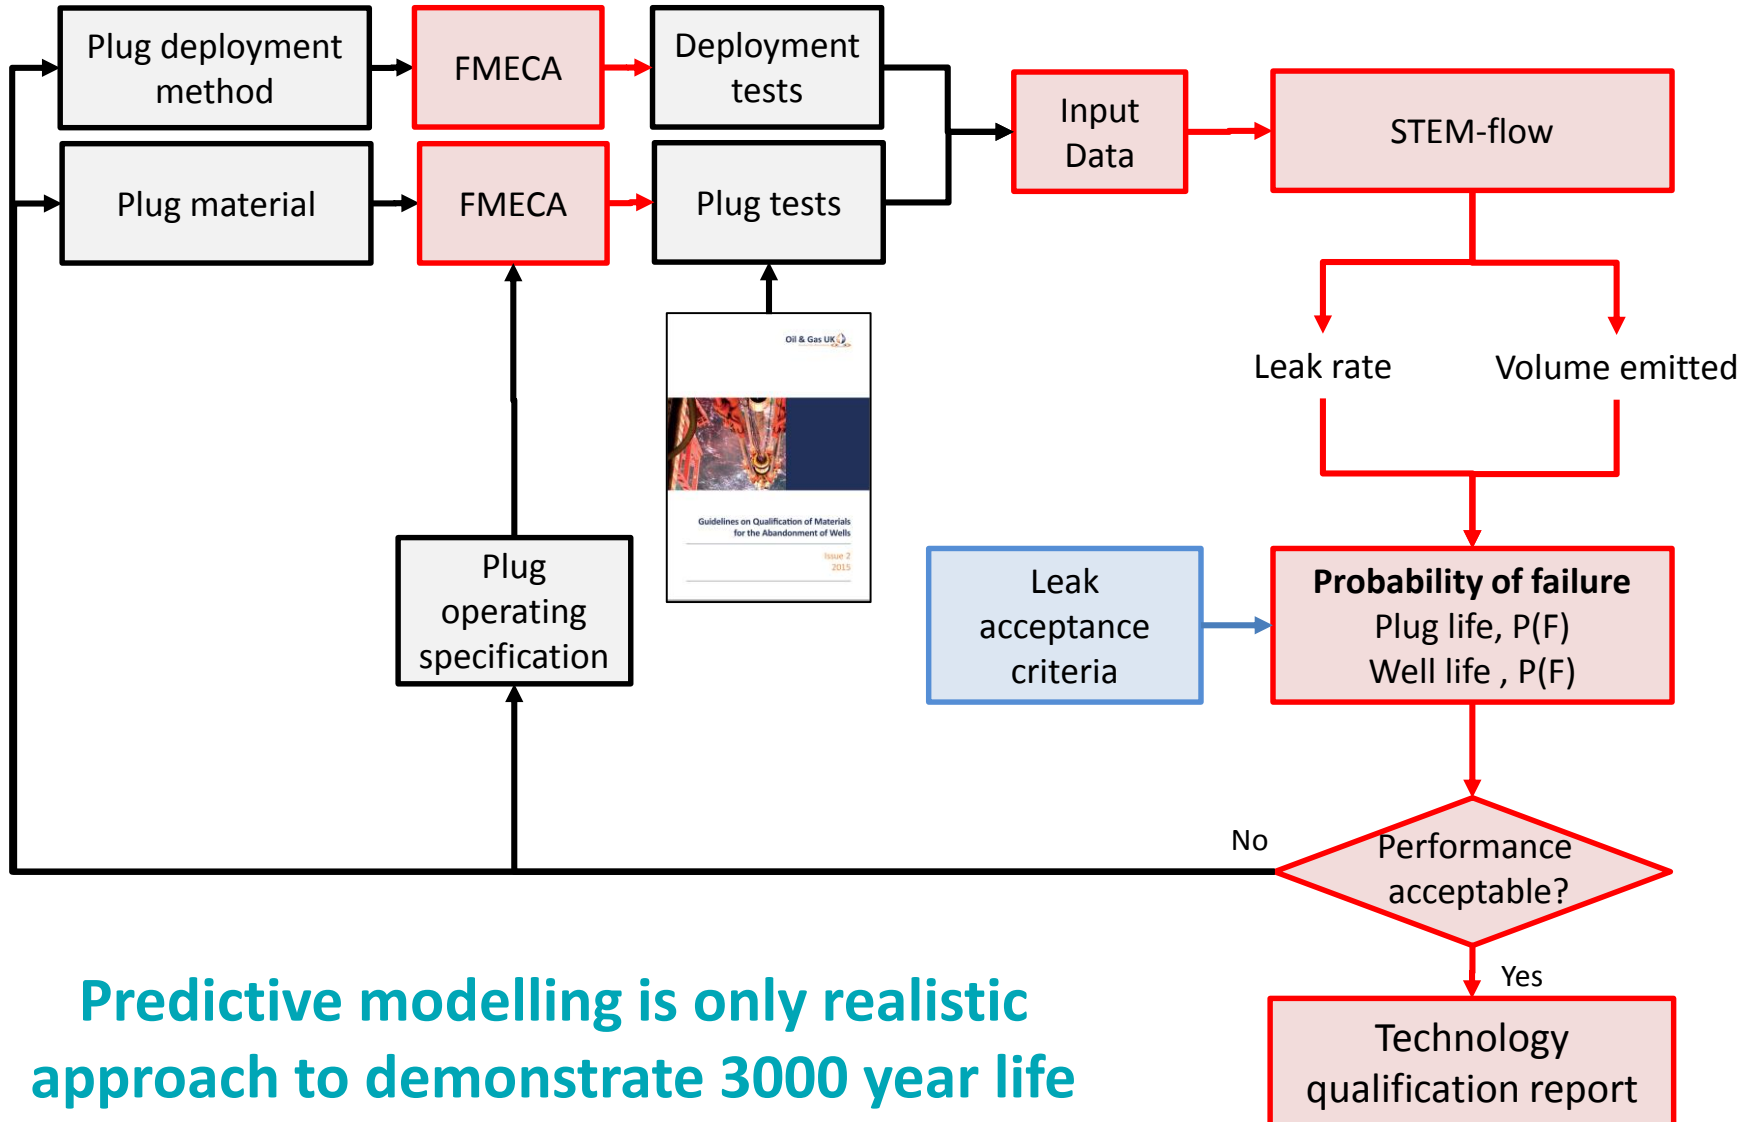 Plug deployment
method
FMECA
Deployment
tests
Input
Data
STEM-flow
Plug material
FMECA
Plug tests
Leak rate
Volume emitted
Oil & Gas UK
Guidelines on Qualification of Materials
for the Abandonment of Wells
Issue 2
2015
Plug
operating
specification
Leak
acceptance
criteria
Probability of failure
Plug life, P(F)
Well life , P(F)
No
Performance
acceptable?
Yes
Predictive modelling is only realistic
approach to demonstrate 3000 year life
Technology
qualification report